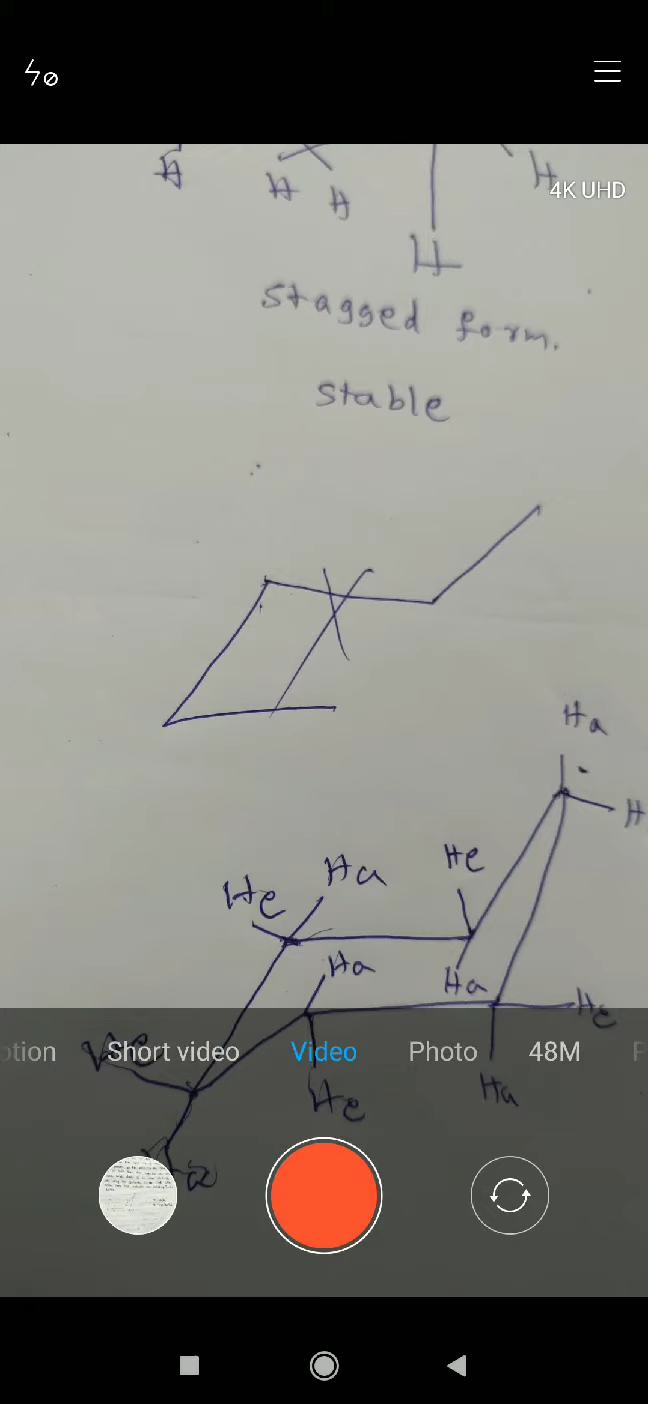 4K UHD
H H H H
H
stagged form.
stable
Ha
H
He Ha He
Ha
Ha He
Short video Video Photo 48M
He Ha